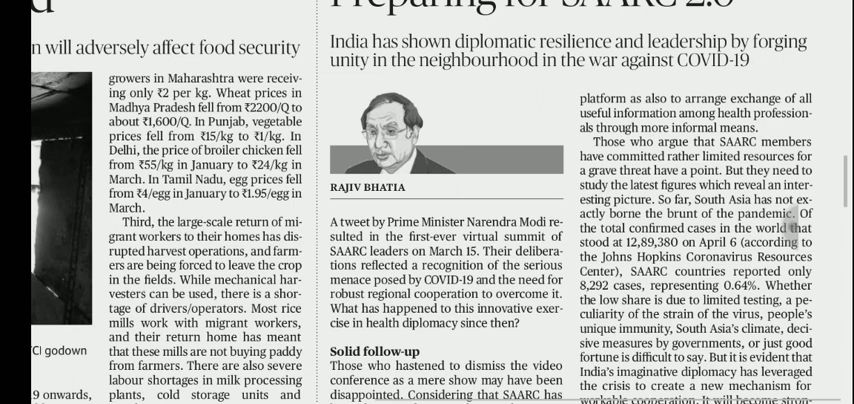 d
Preparing for SAARC 2.0
n will adversely affect food security
India has shown diplomatic resilience and leadership by forging
unity in the neighbourhood in the war against COVID-19
growers in Maharashtra were receiv-
ing only ₹2 per kg. Wheat prices in
Madhya Pradesh fell from ₹2200/Q to
about ₹1,600/Q. In Punjab, vegetable
prices fell from ₹15/kg to ₹1/kg. In
Delhi, the price of broiler chicken fell
from ₹55/kg in January to ₹24/kg in
March. In Tamil Nadu, egg prices fell
from ₹4/egg in January to ₹1.95/egg in
March.
Third, the large-scale return of mi-
grant workers to their homes has dis-
rupted harvest operations, and farm-
ers are being forced to leave the crop
in the fields. While mechanical har-
vesters can be used, there is a shor-
tage of drivers/operators. Most rice
mills work with migrant workers,
and their return home has meant
that these mills are not buying paddy
from farmers. There are also severe
labour shortages in milk processing
plants, cold storage units and
CI godown
9 onwards,
RAJIV BHATIA
A tweet by Prime Minister Narendra Modi re-
sulted in the first-ever virtual summit of
SAARC leaders on March 15. Their delibera-
tions reflected a recognition of the serious
menace posed by COVID-19 and the need for
robust regional cooperation to overcome it.
What has happened to this innovative exer-
cise in health diplomacy since then?
Solid follow-up
Those who hastened to dismiss the video
conference as a mere show may have been
disappointed. Considering that SAARC has
platform as also to arrange exchange of all
useful information among health profession-
als through more informal means.
Those who argue that SAARC members
have committed rather limited resources for
a grave threat have a point. But they need to
study the latest figures which reveal an inter-
esting picture. So far, South Asia has not ex-
actly borne the brunt of the pandemic. Of
the total confirmed cases in the world that
stood at 12,89,380 on April 6 (according to
the Johns Hopkins Coronavirus Resources
Center), SAARC countries reported only
8,292 cases, representing 0.64%. Whether
the low share is due to limited testing, a pe-
culiarity of the strain of the virus, people's
unique immunity, South Asia's climate, deci-
sive measures by governments, or just good
fortune is difficult to say. But it is evident that
India's imaginative diplomacy has leveraged
the crisis to create a new mechanism for
workable cooperation. It will become stron-